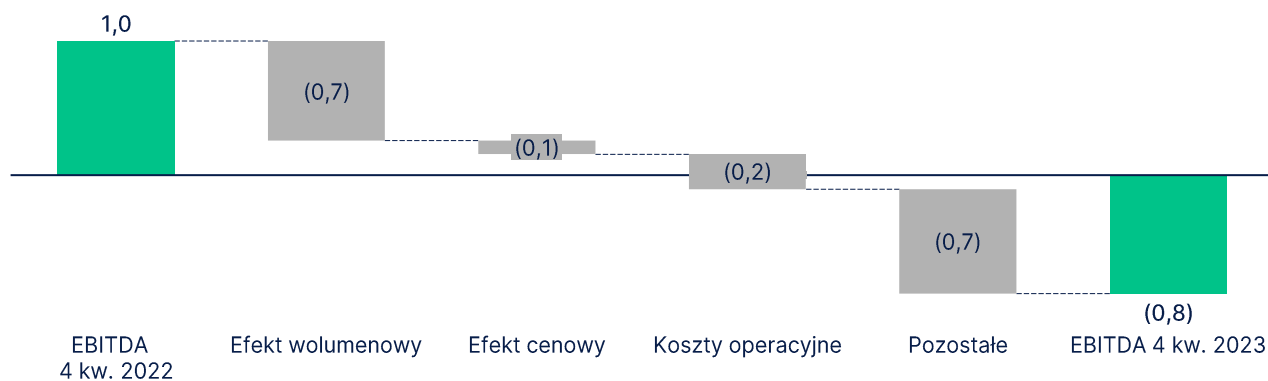 1,0
(0,7)
(0,1)
(0,2)
(0,7)
(0,8)
EBITDA
4 kw. 2022
Efekt wolumenowy
Efekt cenowy
Koszty operacyjne
Pozostałe
EBITDA 4 kw. 2023